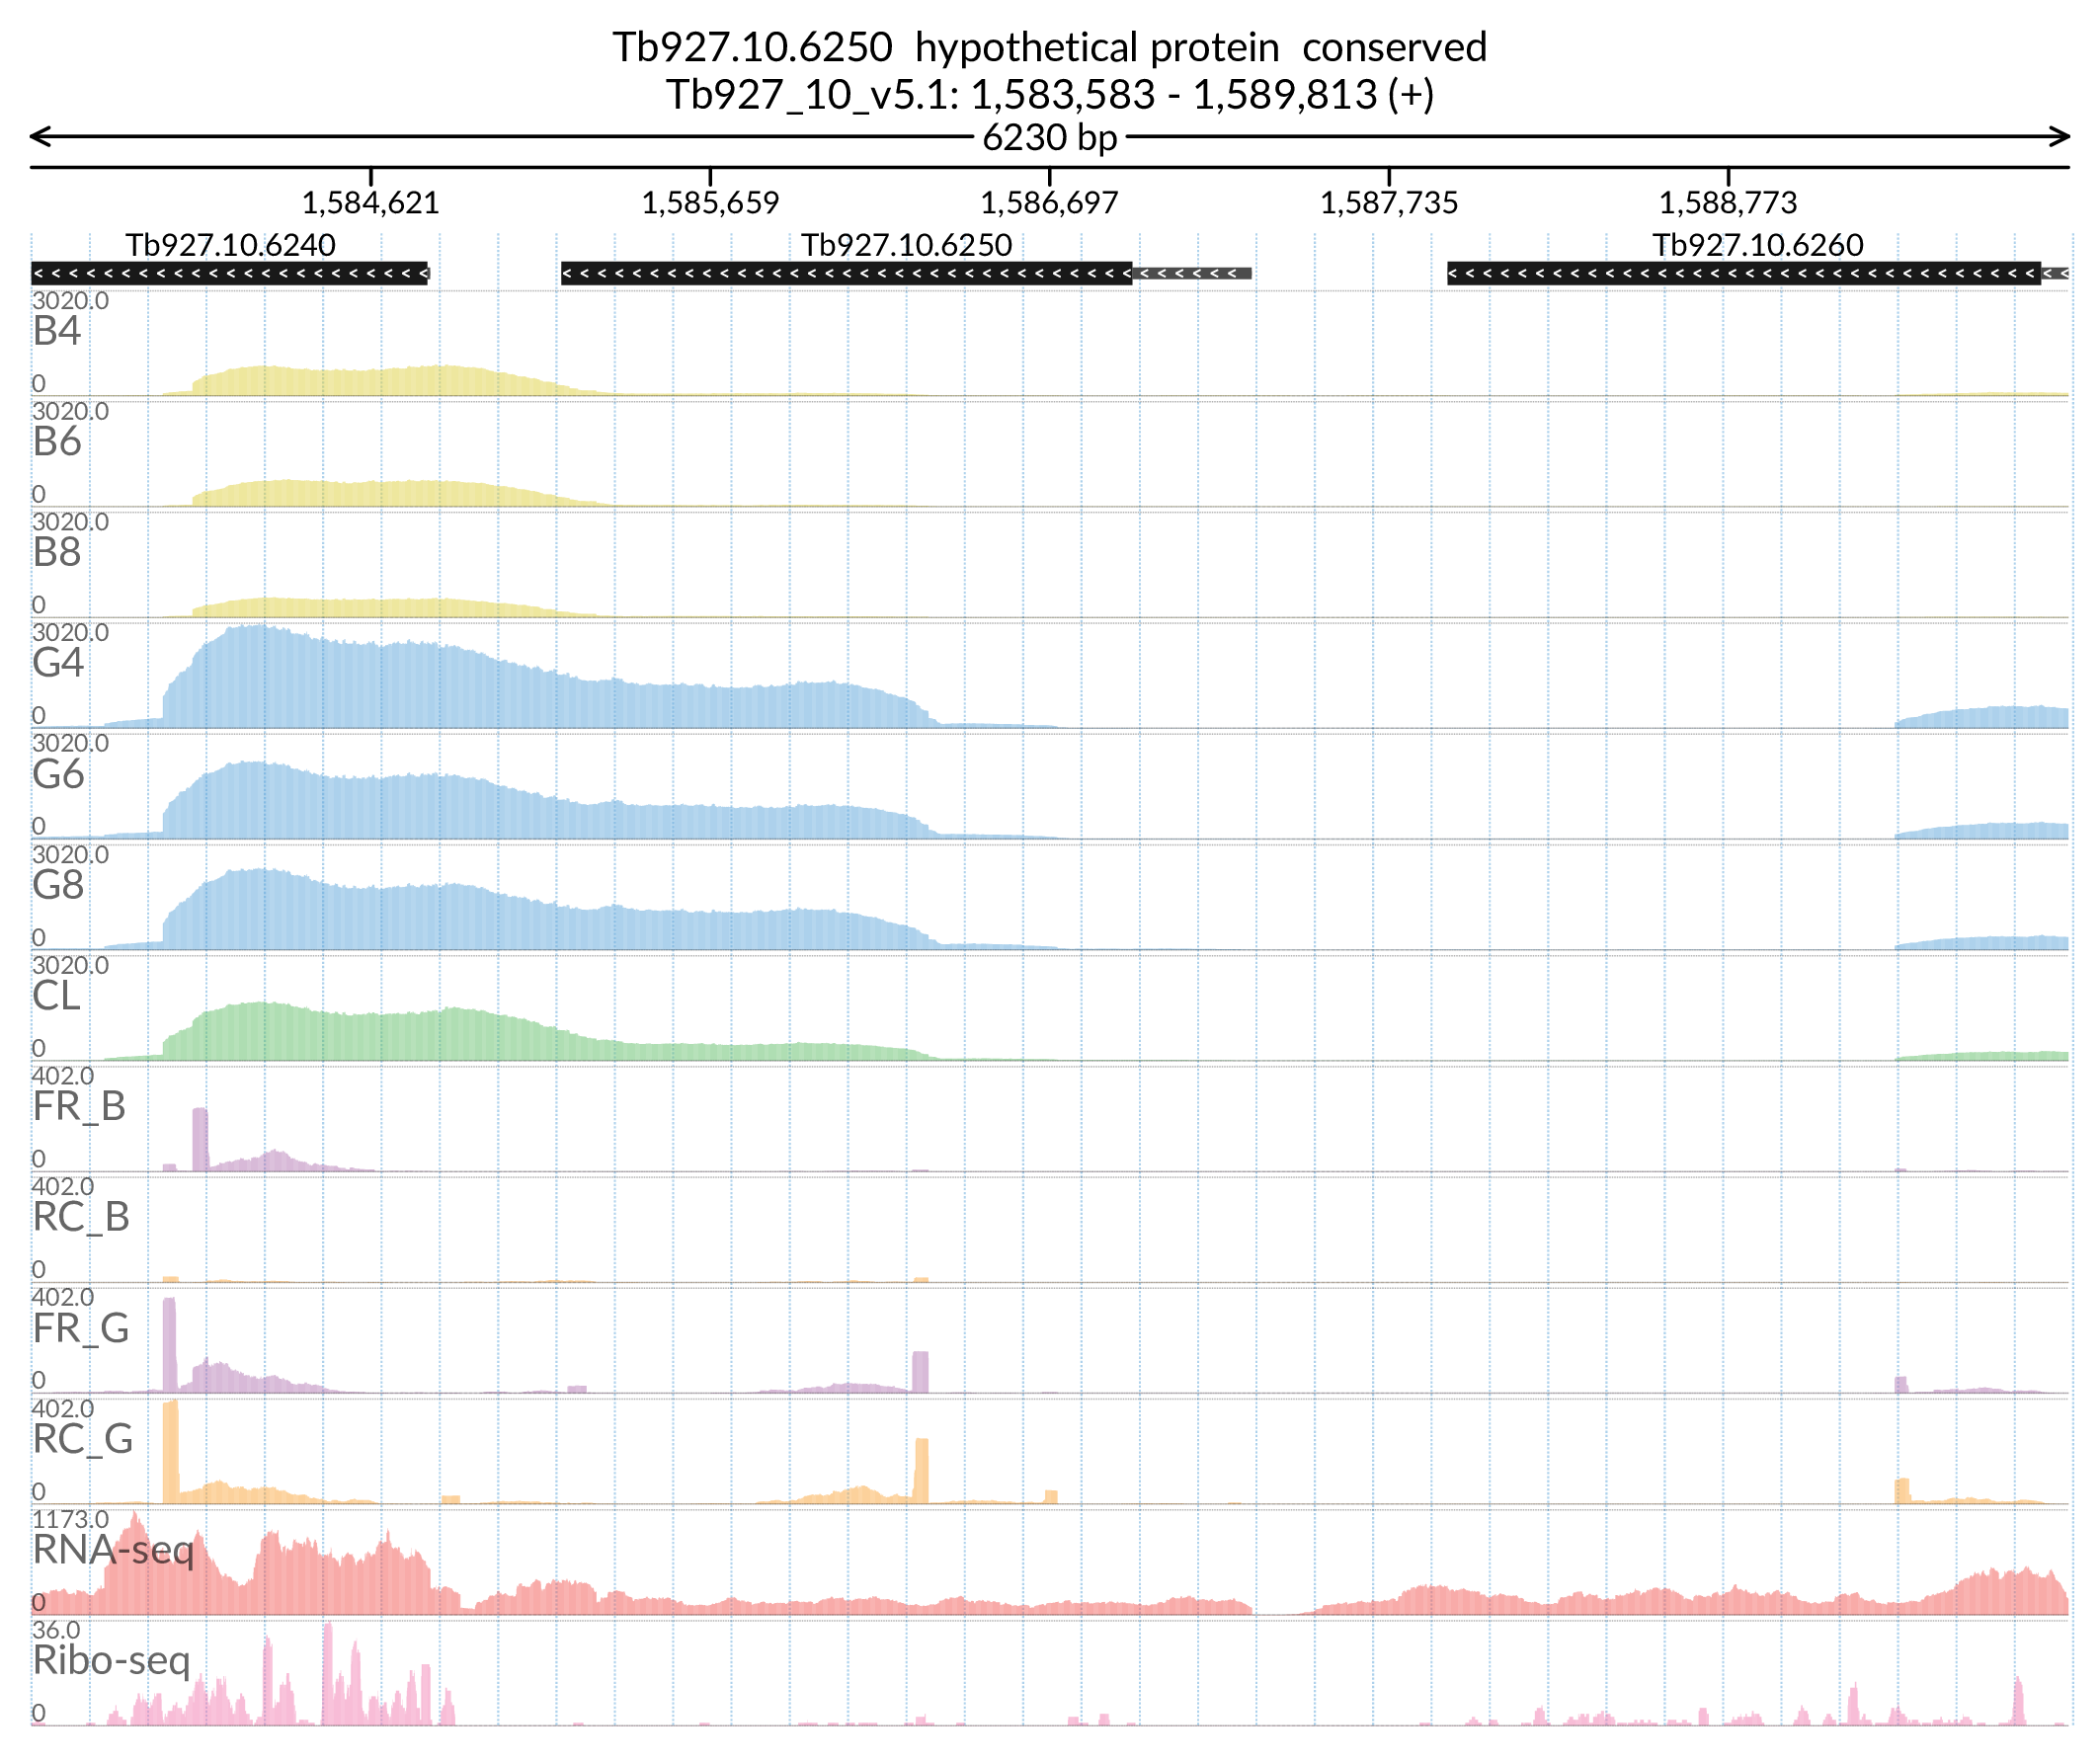 Tb927.10.6250  hypothetical protein  conserved
Tb927_10_v5.1: 1,583,583 - 1,589,813 (+)
6230 bp
1,584,621 1,585,659 1,586,697 1,587,735 1,588,773
Tb927.10.6240 Tb927.10.6250 Tb927.10.6260
3020.0
B4
0
3020.0
B6
0
3020.0
B8
0
3020.0
G4
0
3020.0
G6
0
3020.0
G8
0
3020.0
CL
0
402.0
FR_B
0
402.0
RC_B
0
402.0
FR_G
0
402.0
RC_G
0
1173.0
RNA-seq
0
36.0
Ribo-seq
0